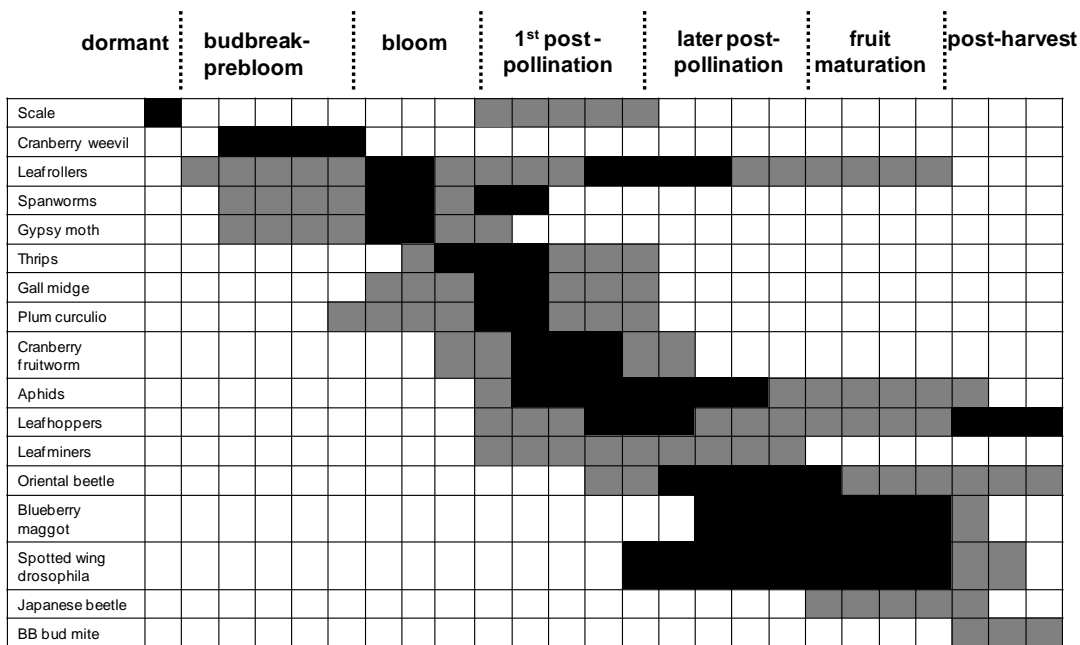 dormant
budbreak-
prebloom
bloom
1st post-
pollination
later post-
pollination
fruit
maturation
post-harvest
Scale
Cranberry weevil
Leafrollers
Spanworms
Gypsy moth
Thrips
Gall midge
Plum curculio
Cranberry
fruitworm
Aphids
Leafhoppers
Leafminers
Oriental beetle
Blueberry
maggot
Spotted wing
drosophila
Japanese beetle
BB bud mite